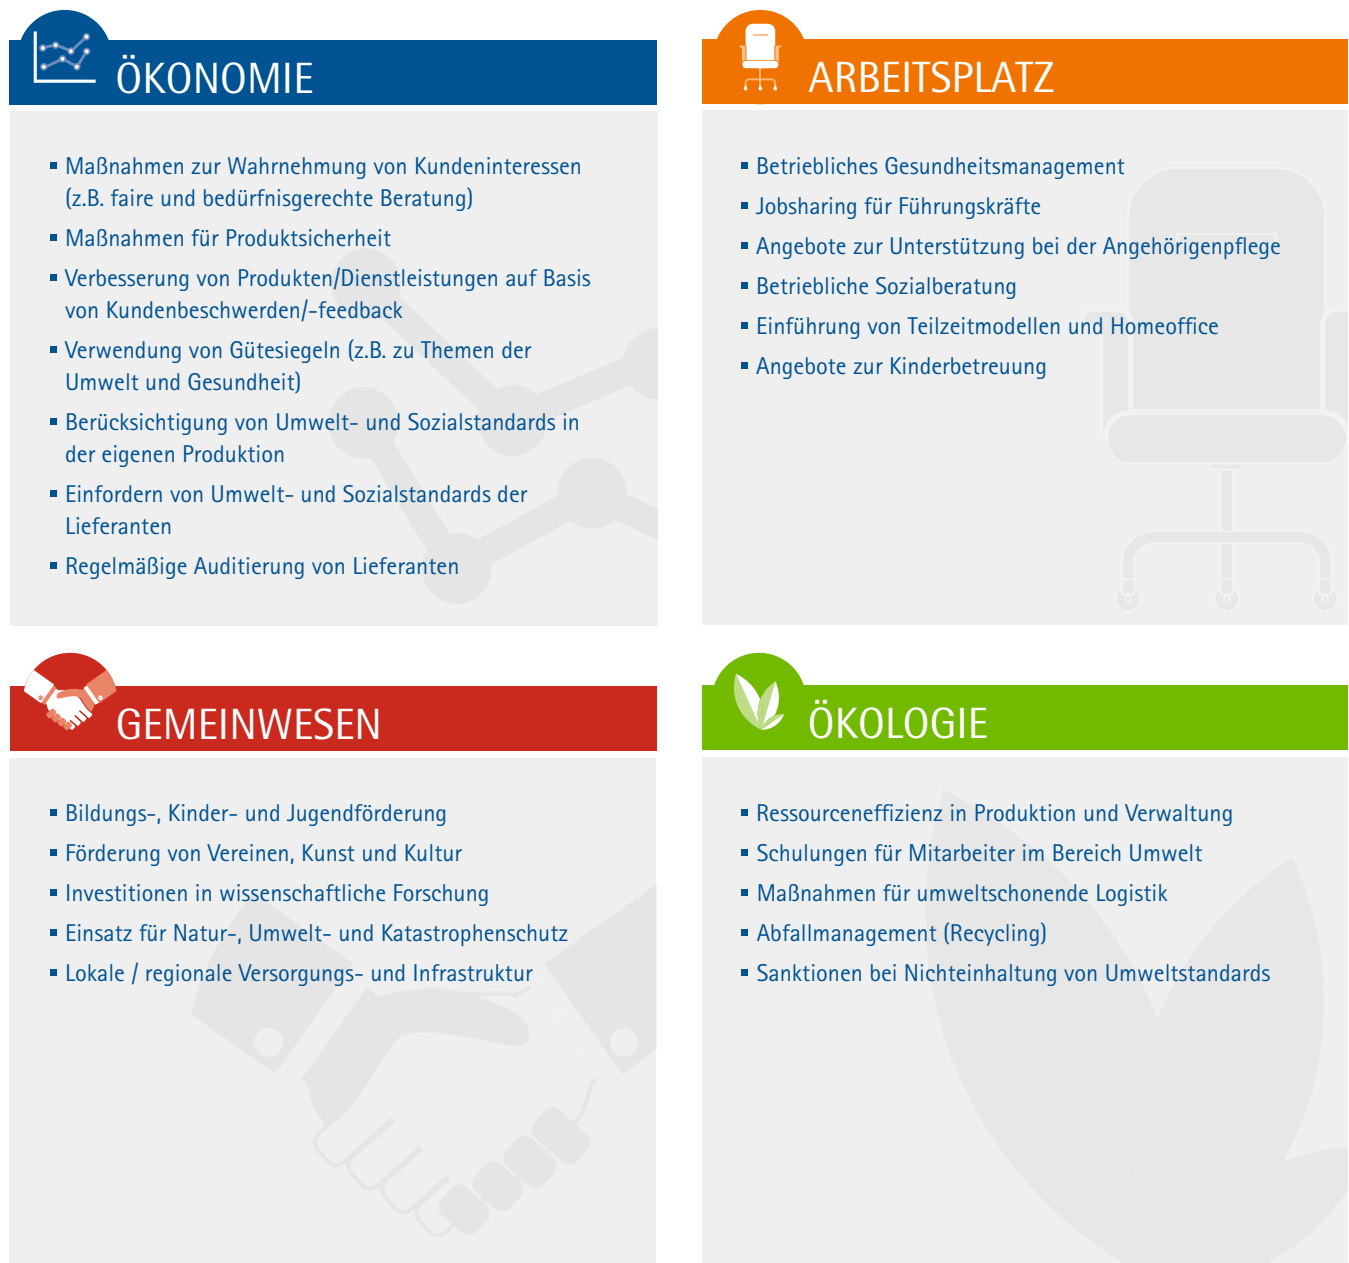 ÖKONOMIE
▪ Maßnahmen zur Wahrnehmung von Kundeninteressen
(z.B. faire und bedürfnisgerechte Beratung)
▪ Maßnahmen für Produktsicherheit
▪ Verbesserung von Produkten/Dienstleistungen auf Basis
von Kundenbeschwerden/-feedback
▪ Verwendung von Gütesiegeln (z.B. zu Themen der
Umwelt und Gesundheit)
▪ Berücksichtigung von Umwelt- und Sozialstandards in
der eigenen Produktion
▪ Einfordern von Umwelt- und Sozialstandards der
Lieferanten
▪ Regelmäßige Auditierung von Lieferanten
ARBEITSPLATZ
▪ Betriebliches Gesundheitsmanagement
▪ Jobsharing für Führungskräfte
▪ Angebote zur Unterstützung bei der Angehörigenpflege
▪ Betriebliche Sozialberatung
▪ Einführung von Teilzeitmodellen und Homeoffice
▪ Angebote zur Kinderbetreuung
GEMEINWESEN
▪ Bildungs-, Kinder- und Jugendförderung
▪ Förderung von Vereinen, Kunst und Kultur
▪ Investitionen in wissenschaftliche Forschung
▪ Einsatz für Natur-, Umwelt- und Katastrophenschutz
▪ Lokale / regionale Versorgungs- und Infrastruktur
ÖKOLOGIE
▪ Ressourceneffizienz in Produktion und Verwaltung
▪ Schulungen für Mitarbeiter im Bereich Umwelt
▪ Maßnahmen für umweltschonende Logistik
▪ Abfallmanagement (Recycling)
▪ Sanktionen bei Nichteinhaltung von Umweltstandards